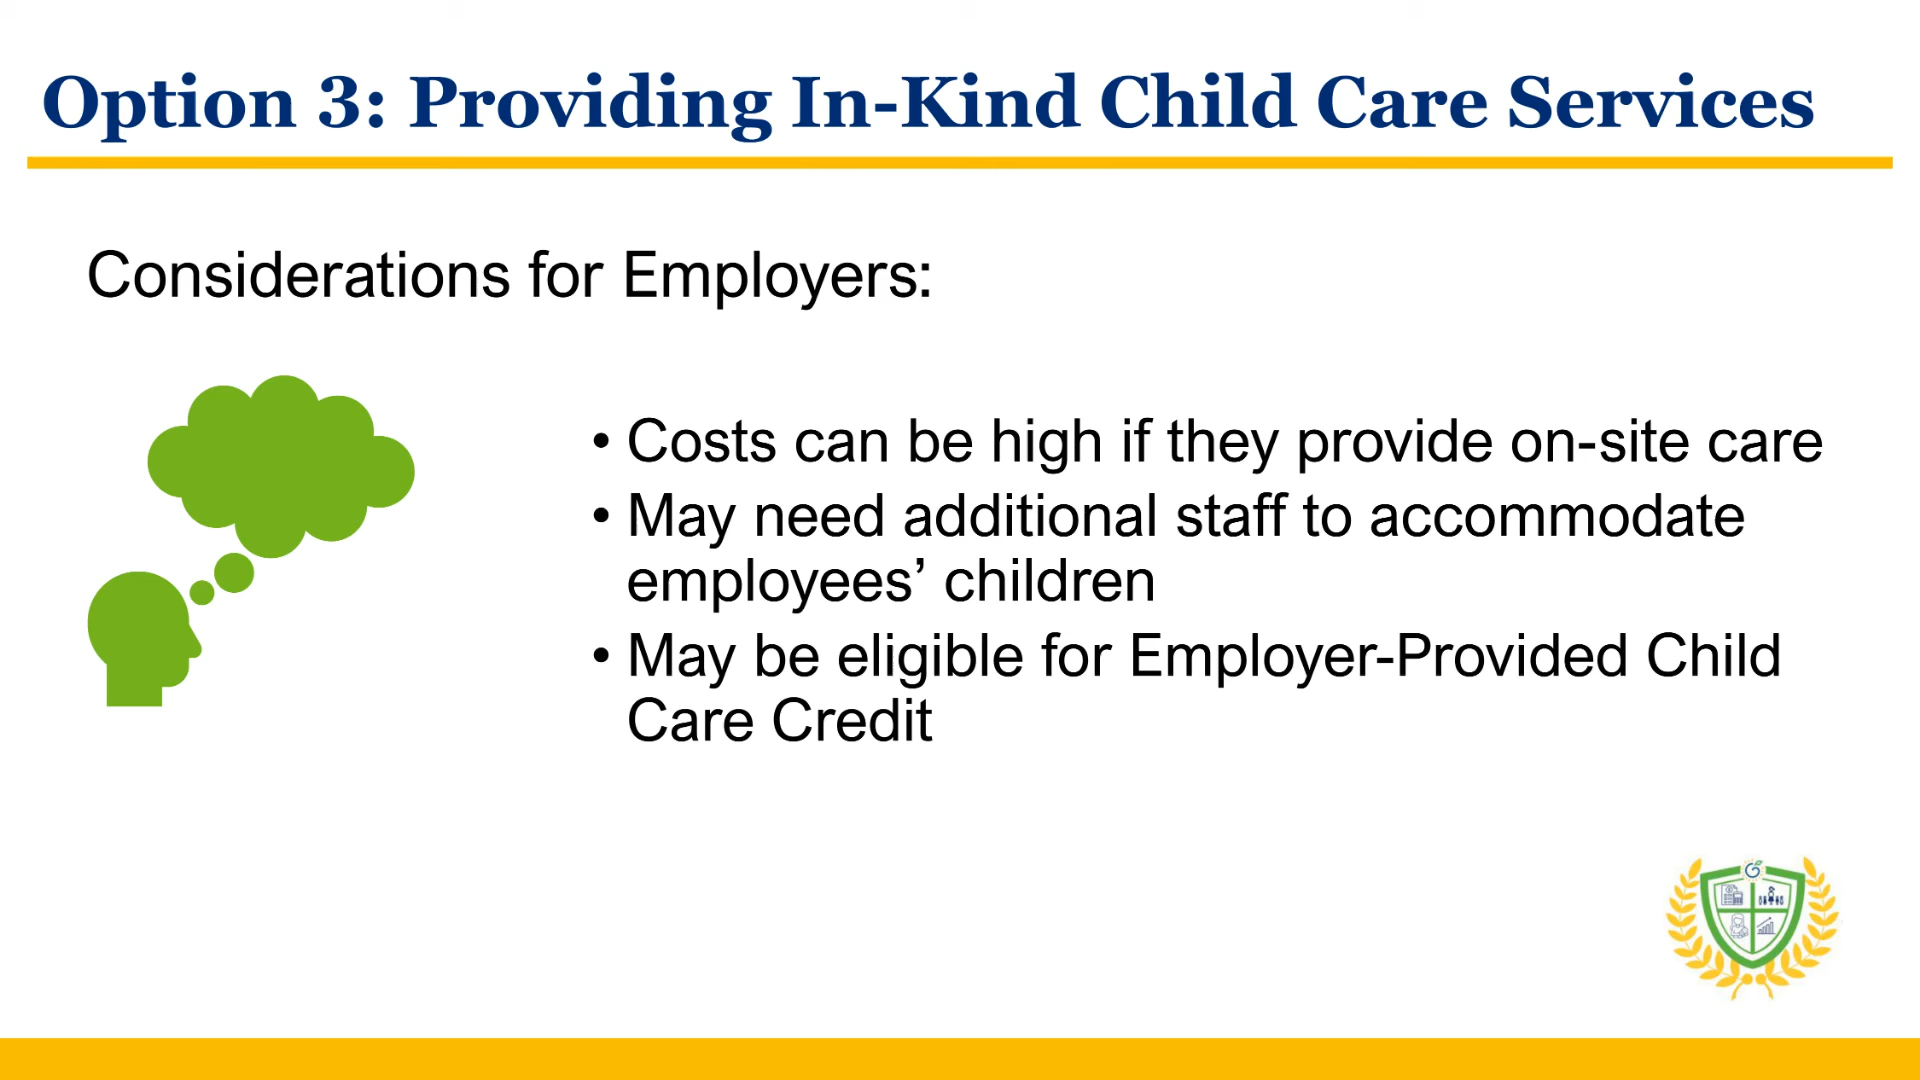 Option 3: Providing In-Kind Child Care Services
Considerations for Employers:
• Costs can be high if they provide on-site care
• May need additional staff to accommodate
employees’ children
• May be eligible for Employer-Provided Child
Care Credit